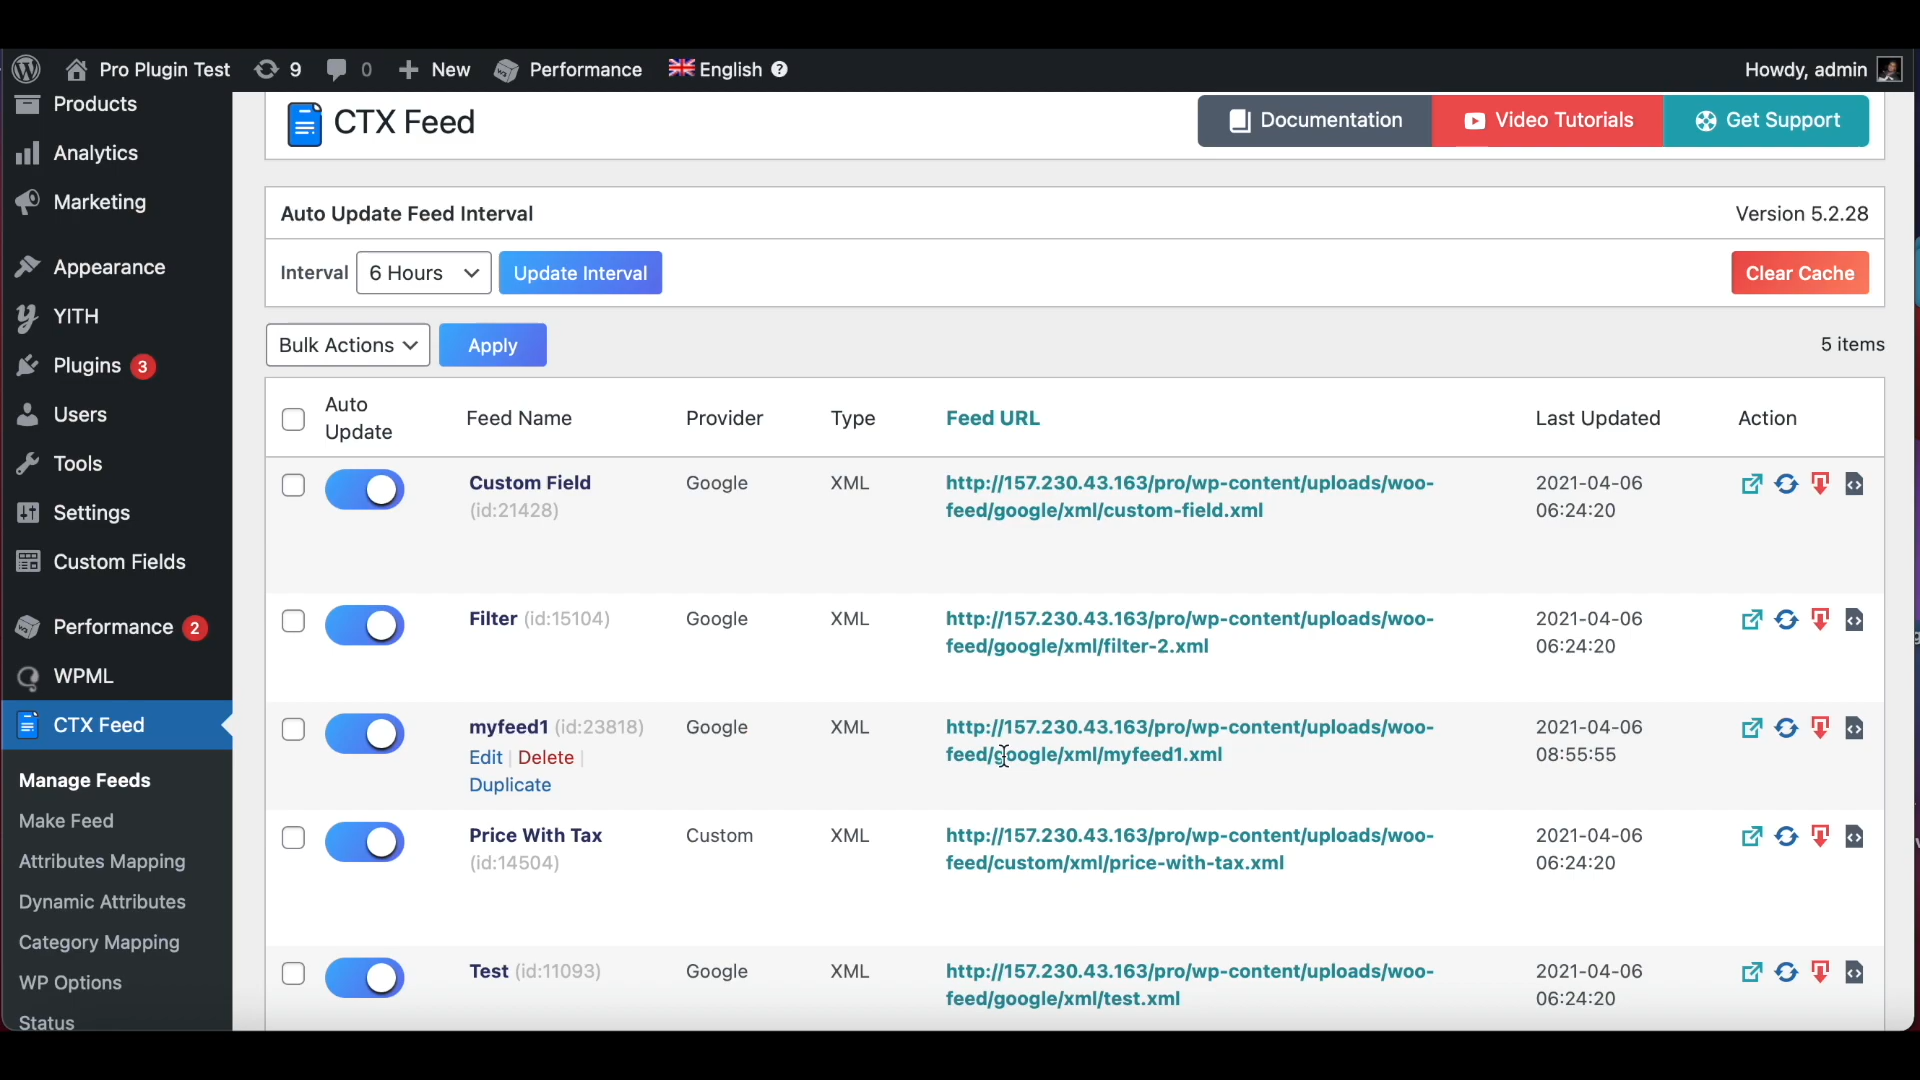 Pro Plugin Test 9 0 New Performance English Howdy, admin
Products
Analytics
Marketing
Appearance
YITH
Plugins 3
Users
Tools
Settings
Custom Fields
Performance 2
WPML
CTX Feed
Manage Feeds
Make Feed
Attributes Mapping
Dynamic Attributes
Category Mapping
WP Options
Status
CTX Feed
Documentation Video Tutorials Get Support
Auto Update Feed Interval Version 5.2.28
Interval 6 Hours Update Interval Clear Cache
Bulk Actions Apply 5 items
Auto
Update Feed Name Provider Type Feed URL Last Updated Action
Custom Field Google XML http://157.230.43.163/pro/wp-content/uploads/woo- 2021-04-06
(id:21428) feed/google/xml/custom-field.xml 06:24:20
Filter (id:15104) Google XML http://157.230.43.163/pro/wp-content/uploads/woo- 2021-04-06
feed/google/xml/filter-2.xml 06:24:20
myfeed1 (id:23818) Google XML http://157.230.43.163/pro/wp-content/uploads/woo- 2021-04-06
Edit | Delete | feed/google/xml/myfeed1.xml 08:55:55
Duplicate
Price With Tax Custom XML http://157.230.43.163/pro/wp-content/uploads/woo- 2021-04-06
(id:14504) feed/custom/xml/price-with-tax.xml 06:24:20
Test (id:11093) Google XML http://157.230.43.163/pro/wp-content/uploads/woo- 2021-04-06
feed/google/xml/test.xml 06:24:20